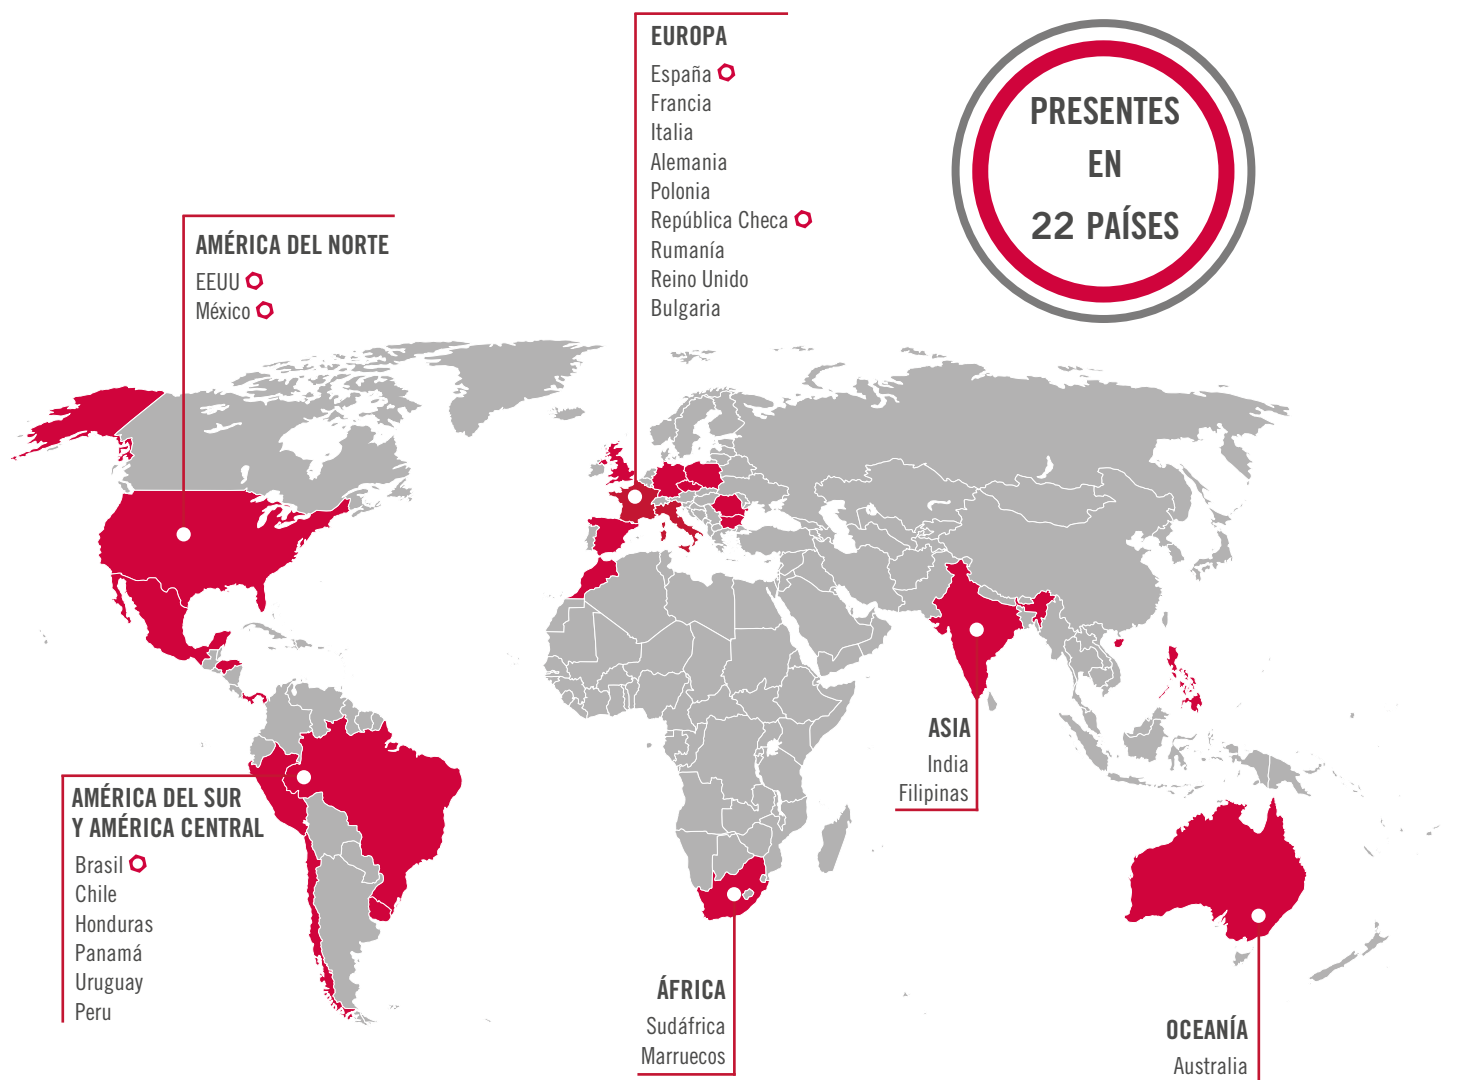 EUROPA
España
Francia
Italia
Alemania
Polonia
República Checa
Rumanía
Reino Unido
Bulgaria
PRESENTES
EN
22 PAÍSES
AMÉRICA DEL NORTE
EEUU
México
ASIA
India
Filipinas
AMÉRICA DEL SUR
Y AMÉRICA CENTRAL
Brasil
Chile
Honduras
Panamá
Uruguay
Peru
ÁFRICA
Sudáfrica
Marruecos
OCEANÍA
Australia